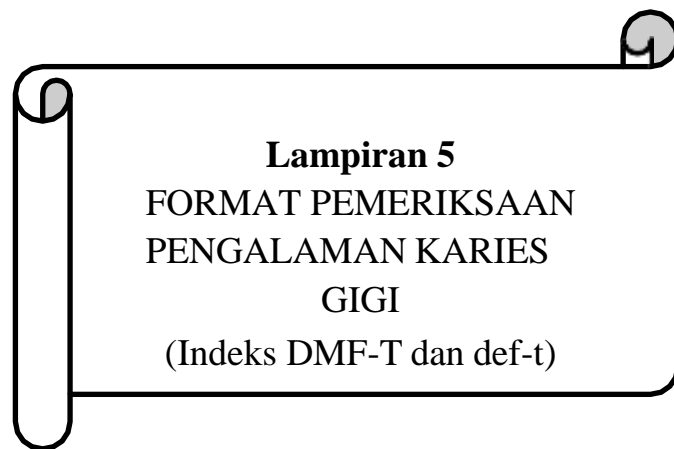 Lampiran 5
FORMAT PEMERIKSAAN
PENGALAMAN KARIES
GIGI
(Indeks DMF-T dan def-t)